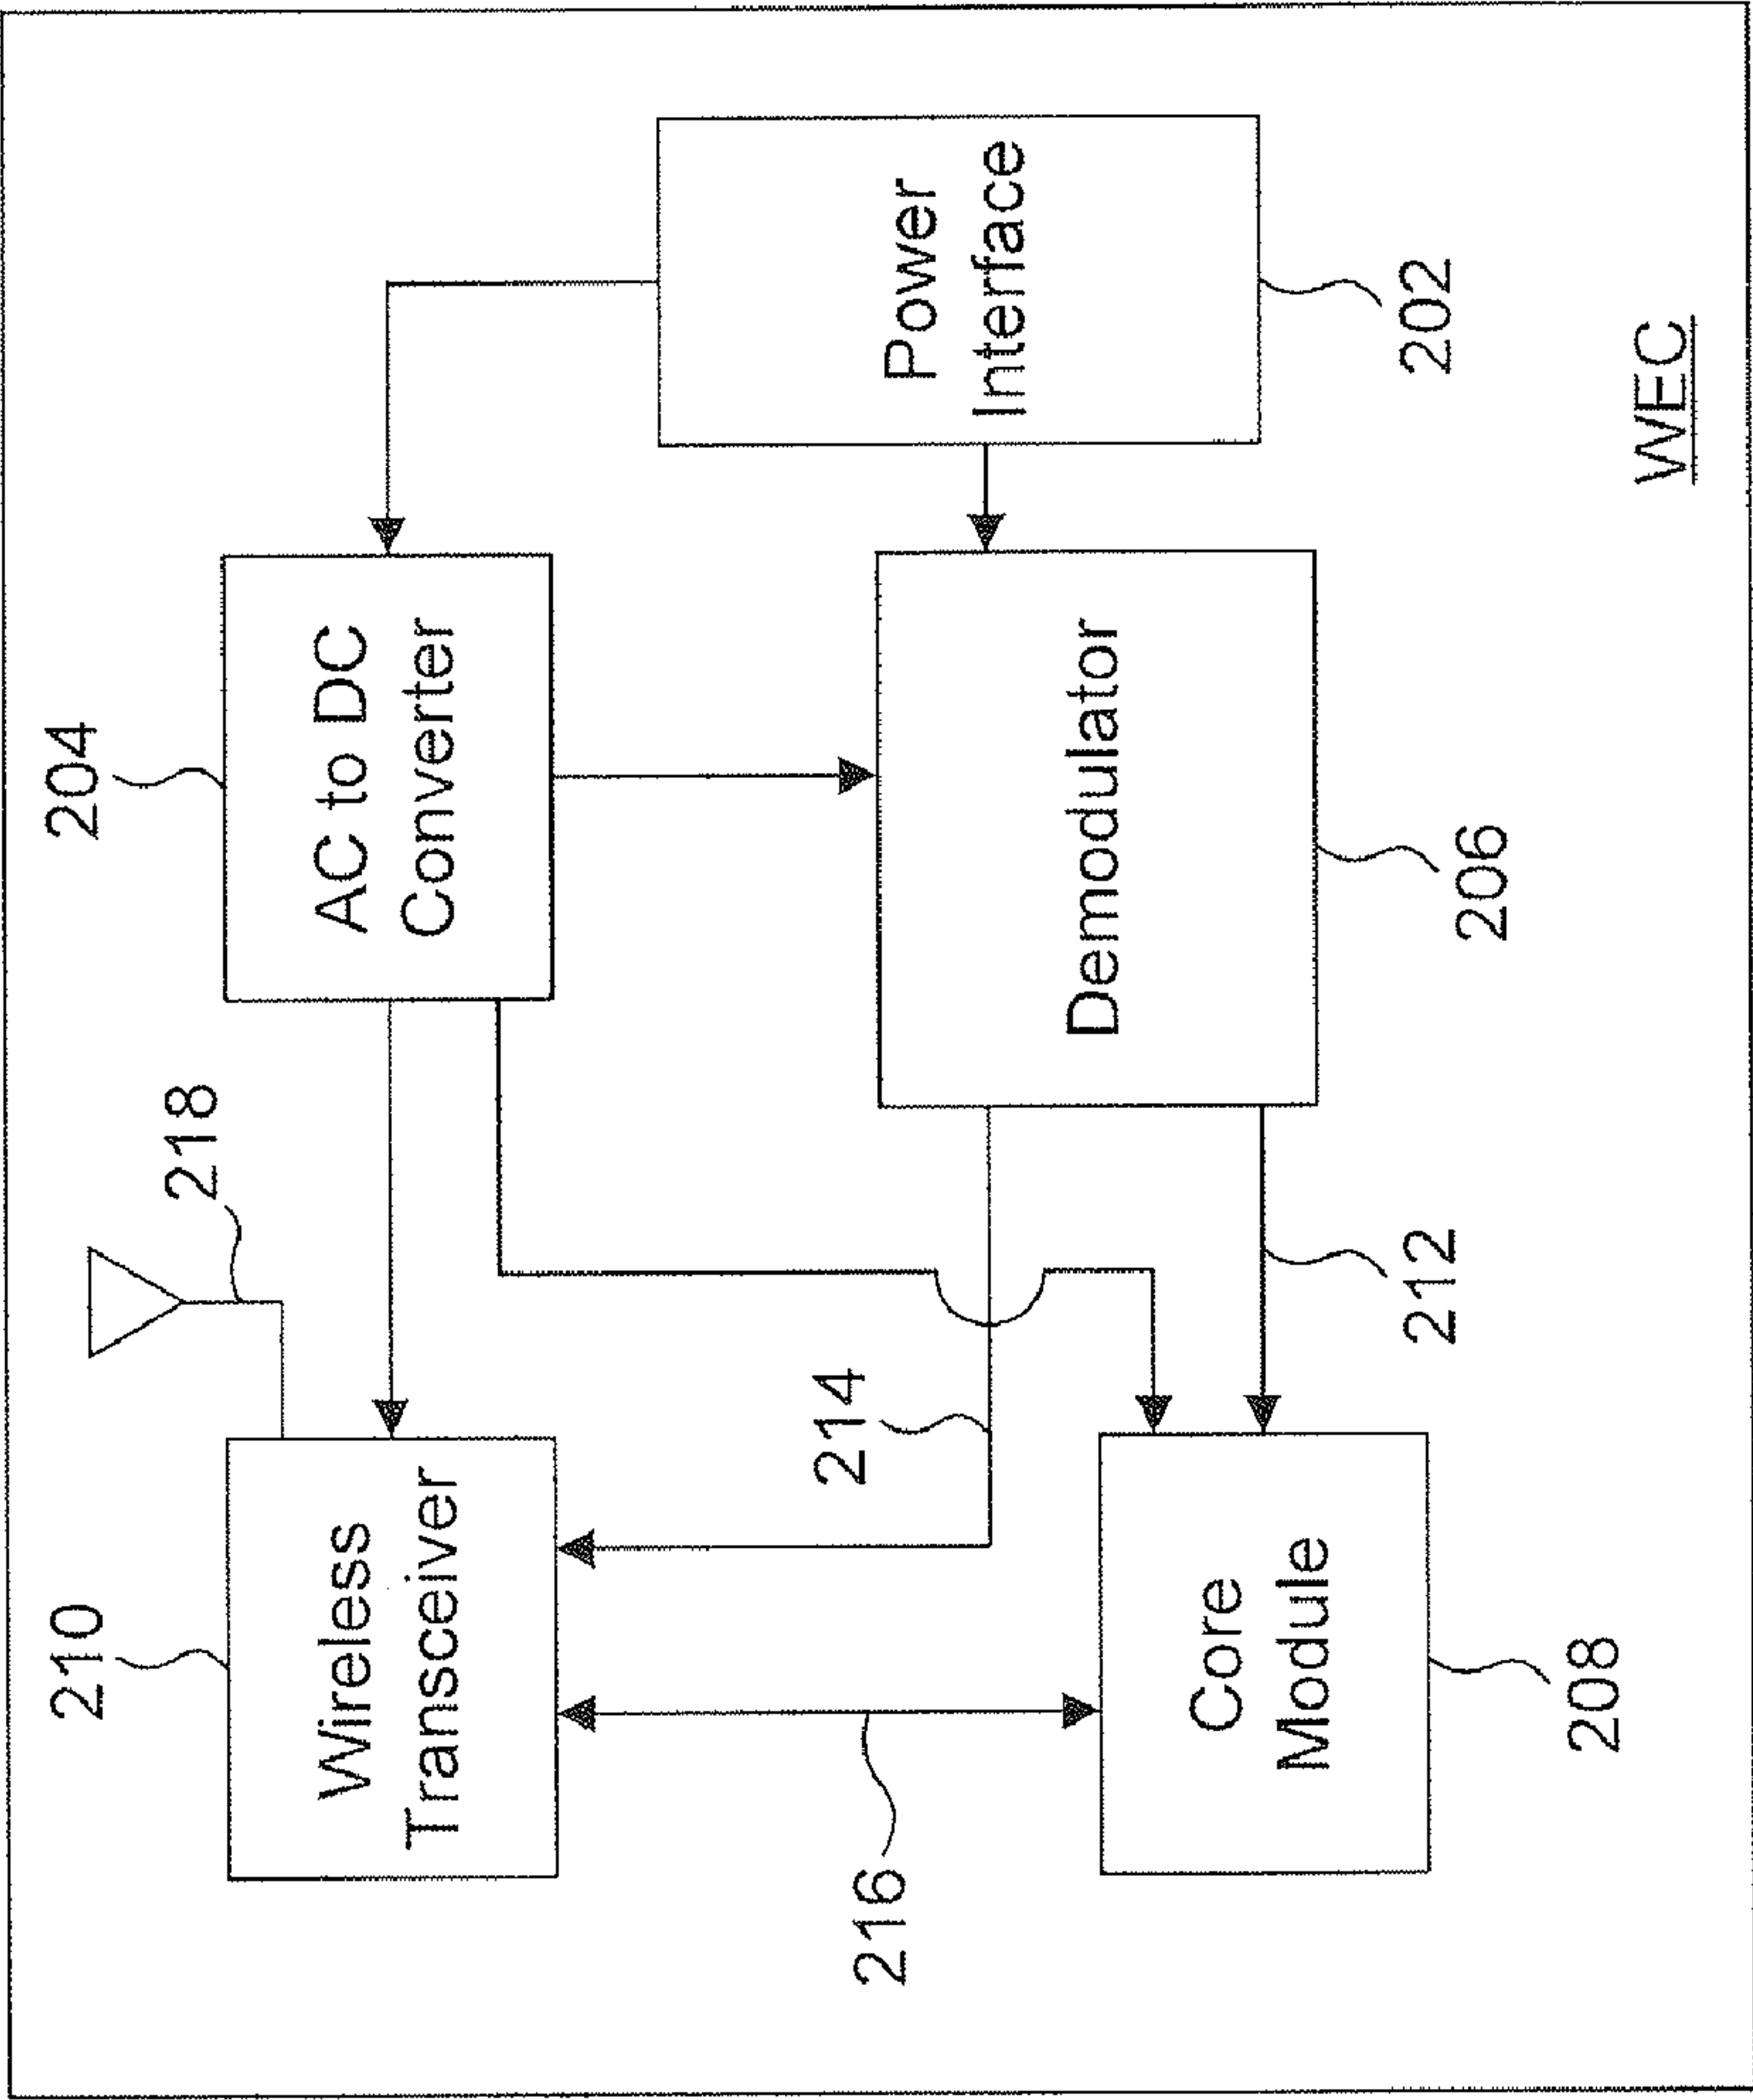 210
Wireless
Transceiver
218
204
AC to DC
Converter
216
214
Power
Interface
202
Core
Module
208
212
Demodulator
206
WEC